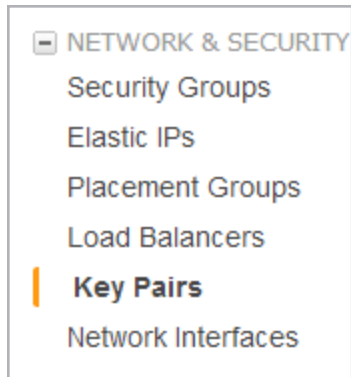 NETWORK & SECURITY
Security Groups
Elastic IPs
Placement Groups
Load Balancers
Key Pairs
Network Interfaces